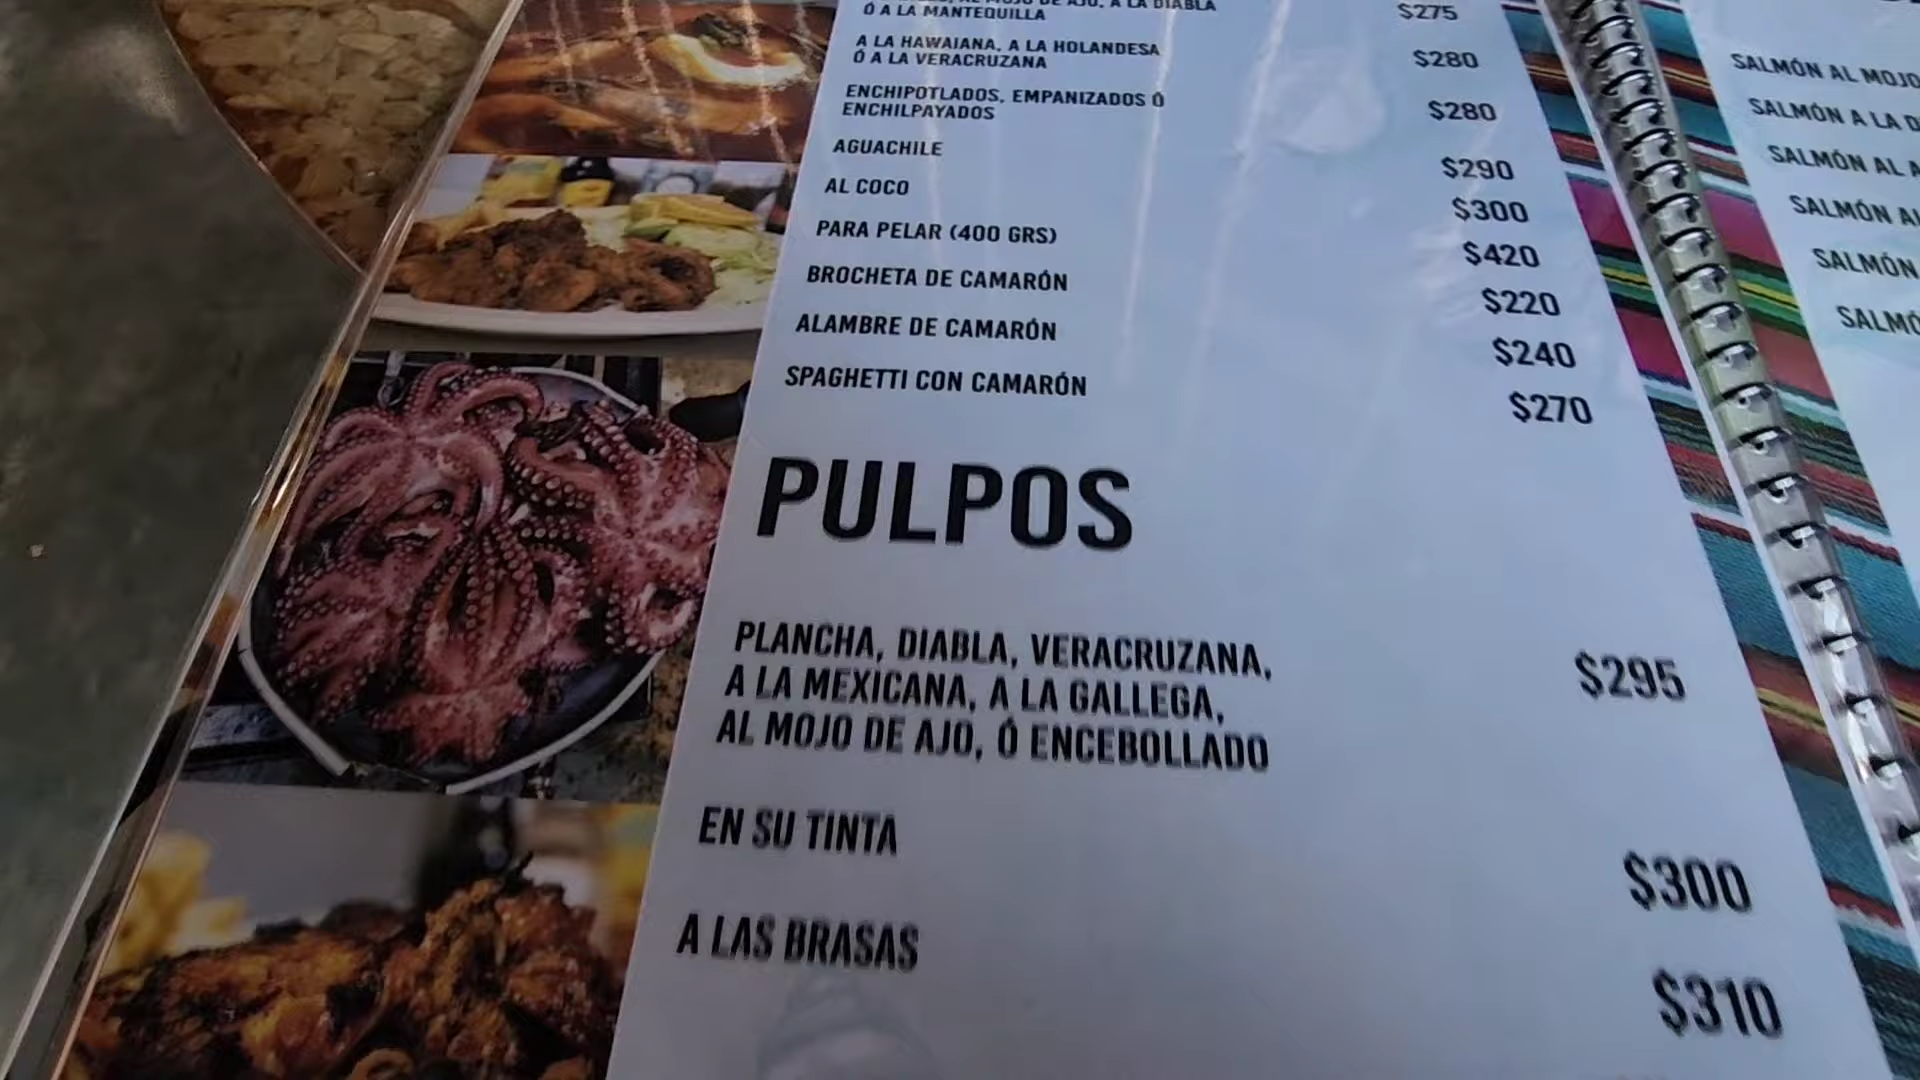 A LA DIABLA
Ó A LA MANTEQUILLA
$275
A LA HAWAIANA, A LA HOLANDESA
Ó A LA VERACRUZANA
$280
ENCHIPOTLADOS, EMPANIZADOS Ó
ENCHILPAYADOS
$280
AGUACHILE
$290
AL COCO
$300
PARA PELAR (400 GRS)
$420
BROCHETA DE CAMARÓN
$220
ALAMBRE DE CAMARÓN
$240
SPAGHETTI CON CAMARÓN
$270
PULPOS
PLANCHA, DIABLA, VERACRUZANA,
A LA MEXICANA, A LA GALLEGA,
AL MOJO DE AJO, Ó ENCEBOLLADO
$295
EN SU TINTA
$300
A LAS BRASAS
$310
SALMÓN AL MOJO
SALMÓN A LA
SALMÓN AL
SALMÓN
SALMÓN